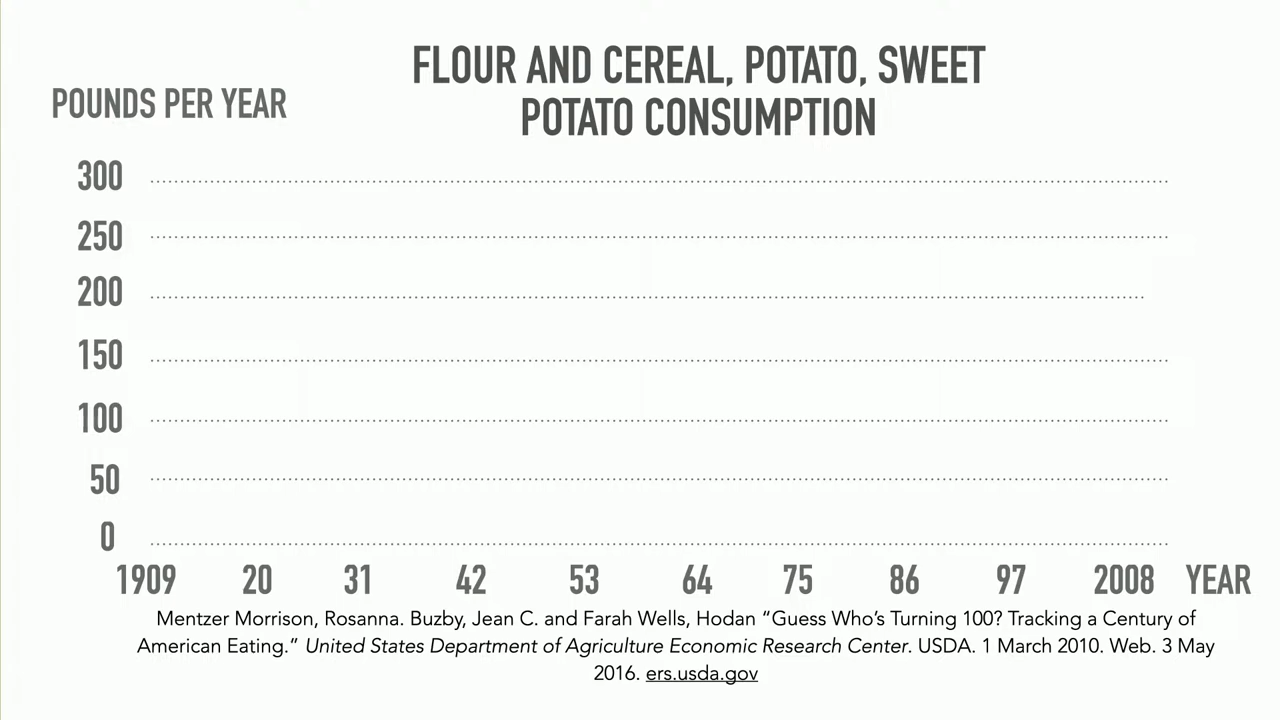 FLOUR AND CEREAL, POTATO, SWEET
POTATO CONSUMPTION
POUNDS PER YEAR
300
250
200
150
100
50
0
1909 20 31 42 53 64 75 86 97 2008 YEAR
Mentzer Morrison, Rosanna. Buzby, Jean C. and Farah Wells, Hodan “Guess Who’s Turning 100? Tracking a Century of
American Eating.” United States Department of Agriculture Economic Research Center. USDA. 1 March 2010. Web. 3 May
2016. ers.usda.gov